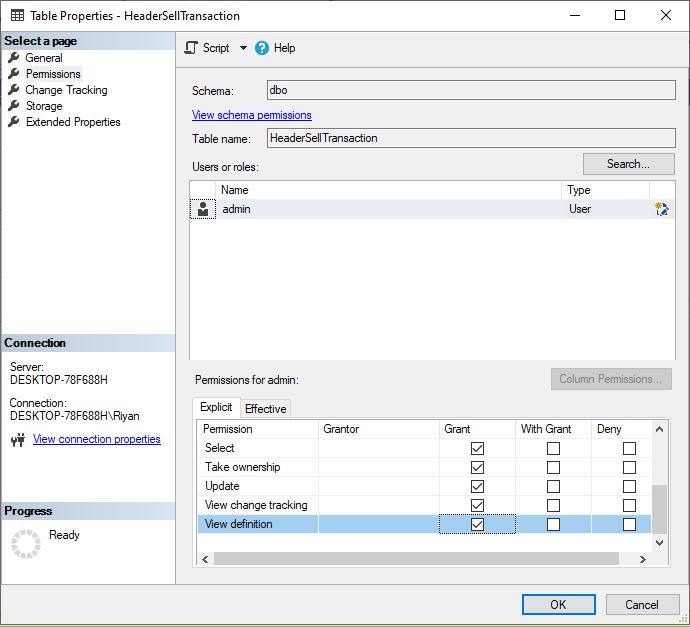 Table Properties - HeaderSellTransaction
Select a page
General
Permissions
Change Tracking
Storage
Extended Properties
Connection
Server:
DESKTOP-78F688H
Connection:
DESKTOP-78F688H\Riyan
View connection properties
Progress
Ready
Script Help
Schema: dbo
View schema permissions
Table name: HeaderSellTransaction
Users or roles: Search...
Name Type
admin User
Permissions for admin: Column Permissions...
Explicit Effective
Permission Grantor Grant With Grant Deny
Select
Take ownership
Update
View change tracking
View definition
OK Cancel